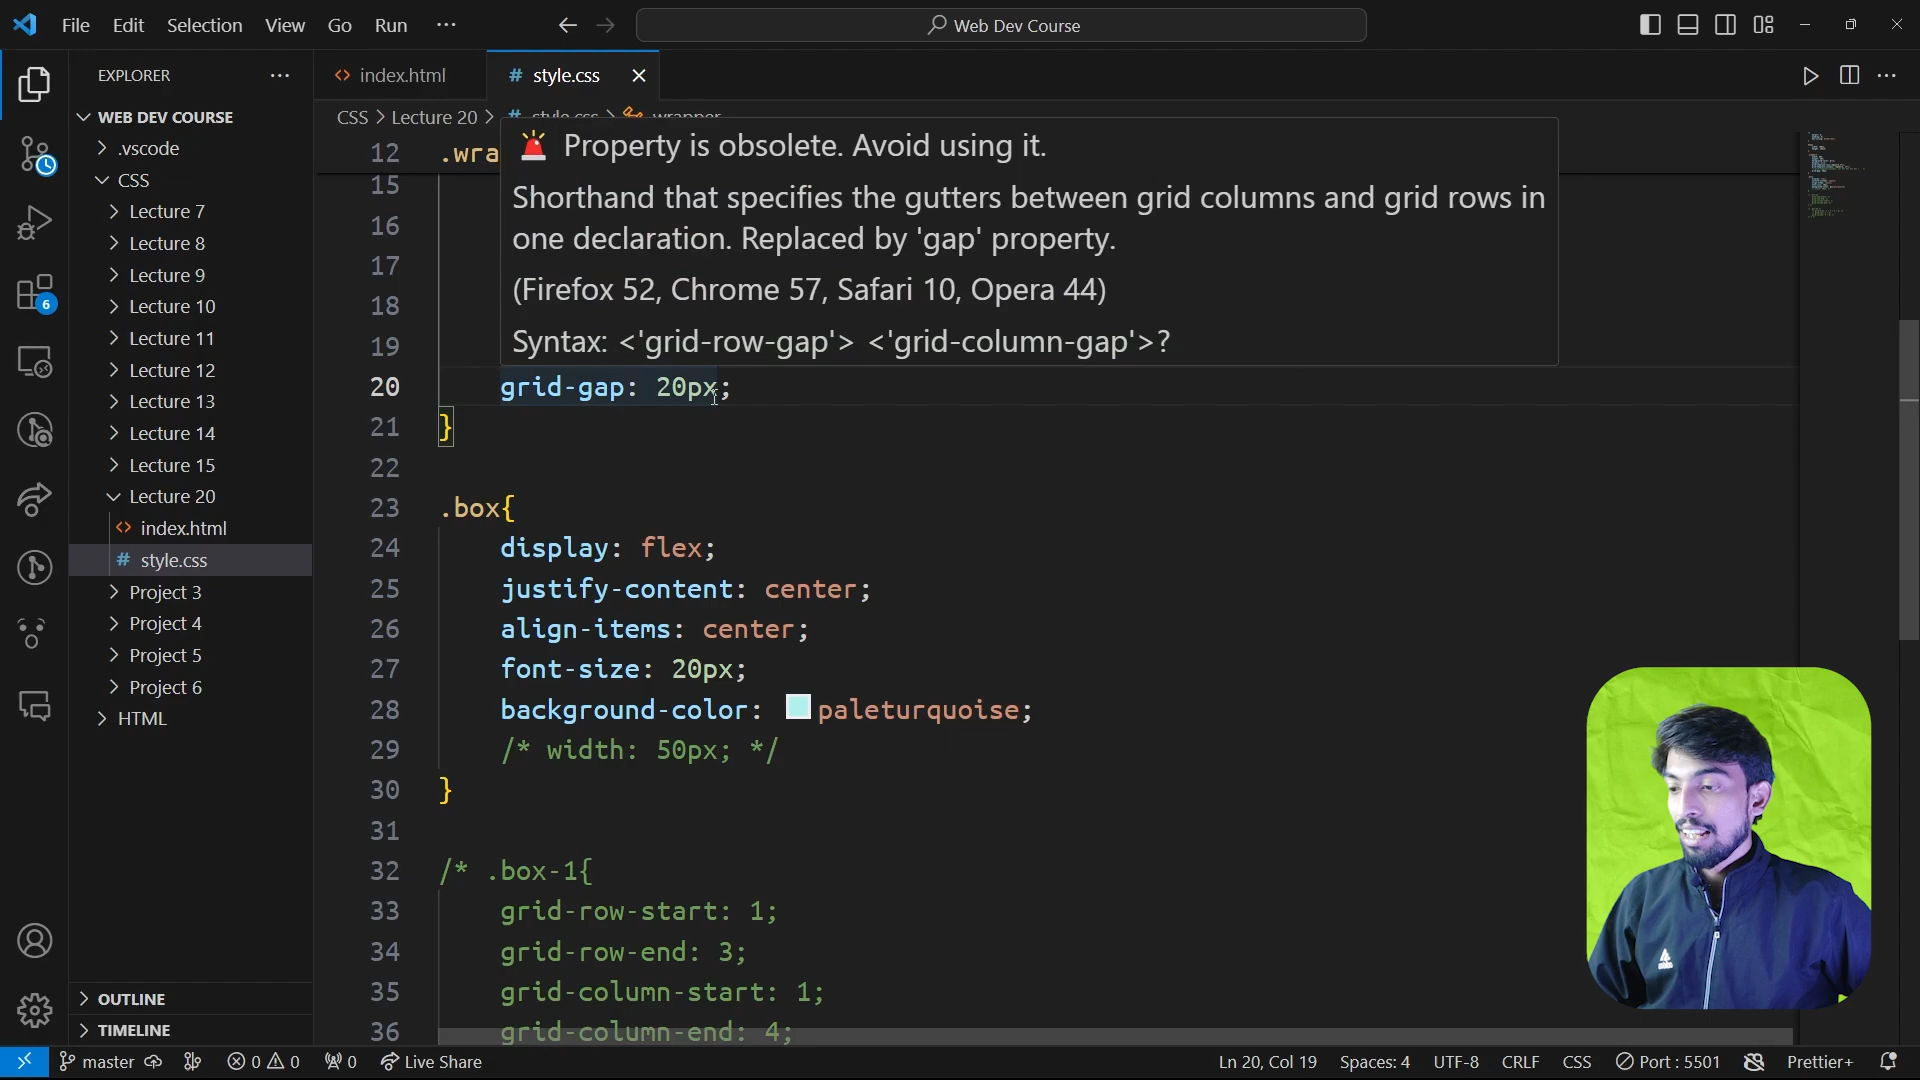 File Edit Selection View Go Run ··· Web Dev Course
EXPLORER ···
WEB DEV COURSE
.vscode
CSS
Lecture 7
Lecture 8
Lecture 9
Lecture 10
Lecture 11
Lecture 12
Lecture 13
Lecture 14
Lecture 15
Lecture 20
<> index.html
# style.css
Project 3
Project 4
Project 5
Project 6
HTML
OUTLINE
TIMELINE
6
<> index.html # style.css
CSS > Lecture 20 > # style.css > wrapper
12 .wra
Property is obsolete. Avoid using it.
Shorthand that specifies the gutters between grid columns and grid rows in
one declaration. Replaced by 'gap' property.
(Firefox 52, Chrome 57, Safari 10, Opera 44)
Syntax: <'grid-row-gap'> <'grid-column-gap'>?
15
16
17
18
19
20 grid-gap: 20px;
21 }
22
23 .box{
24 display: flex;
25 justify-content: center;
26 align-items: center;
27 font-size: 20px;
28 background-color: paleturquoise;
29 /* width: 50px; */
30 }
31
32 /* .box-1{
33 grid-row-start: 1;
34 grid-row-end: 3;
35 grid-column-start: 1;
36 grid-column-end: 4;
master 0 0 0 Live Share Ln 20, Col 19 Spaces: 4 UTF-8 CRLF CSS Port : 5501 Prettier+